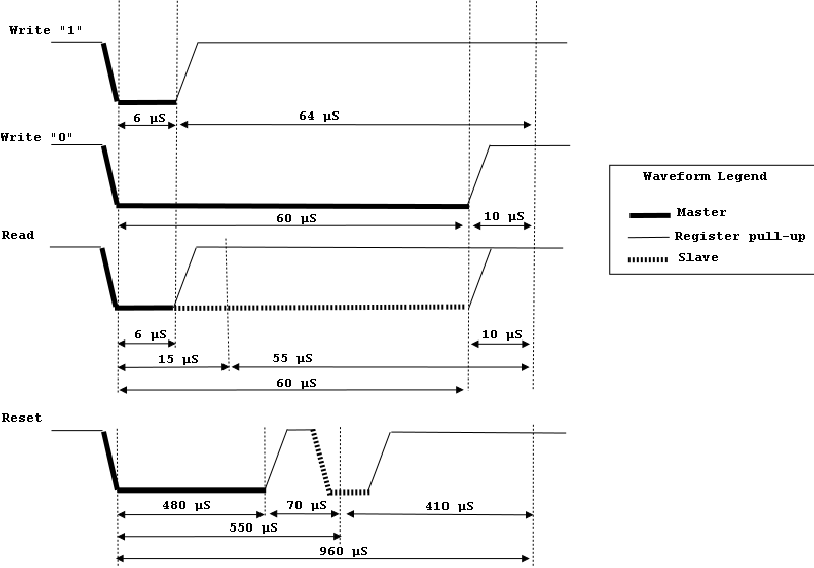 Write "1"
6 µS
64 µS
Write "0"
60 µS
10 µS
Waveform Legend
Master
Register pull-up
Slave
Read
6 µS
10 µS
15 µS
55 µS
60 µS
Reset
480 µS
70 µS
410 µS
550 µS
960 µS